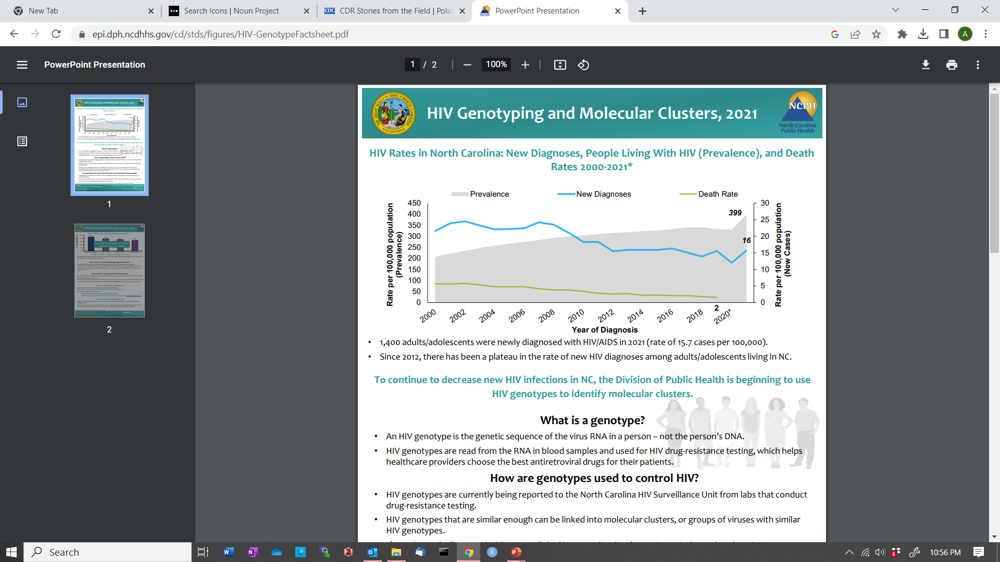 New Tab
Search Icons | Noun Project
CDC
CDR Stories from the Field | Polic
PowerPoint Presentation
epi.dph.ncdhhs.gov/cd/stds/figures/HIV-GenotypeFactsheet.pdf
A
PowerPoint Presentation
1 / 2
100%
1
2
HIV Genotyping and Molecular Clusters, 2021
NCPH
North Carolina
Public Health
HIV Rates in North Carolina: New Diagnoses, People Living With HIV (Prevalence), and Death
Rates 2000-2021*
Prevalence
New Diagnoses
Death Rate
Rate per 100,000 population
(Prevalence)
450
400
350
300
250
200
150
100
50
0
399
16
2
30
25
20
15
10
5
0
Rate per 100,000 population
(New Cases)
2000
2002
2004
2006
2008
2010
2012
2014
2016
2018
2020*
Year of Diagnosis
• 1,400 adults/adolescents were newly diagnosed with HIV/AIDS in 2021 (rate of 15.7 cases per 100,000).
• Since 2012, there has been a plateau in the rate of new HIV diagnoses among adults/adolescents living in NC.
To continue to decrease new HIV infections in NC, the Division of Public Health is beginning to use
HIV genotypes to identify molecular clusters.
What is a genotype?
• An HIV genotype is the genetic sequence of the virus RNA in a person – not the person’s DNA.
• HIV genotypes are read from the RNA in blood samples and used for HIV drug-resistance testing, which helps
healthcare providers choose the best antiretroviral drugs for their patients.
How are genotypes used to control HIV?
• HIV genotypes are currently being reported to the North Carolina HIV Surveillance Unit from labs that conduct
drug-resistance testing.
• HIV genotypes that are similar enough can be linked into molecular clusters, or groups of viruses with similar
HIV genotypes.
Search
10:56 PM